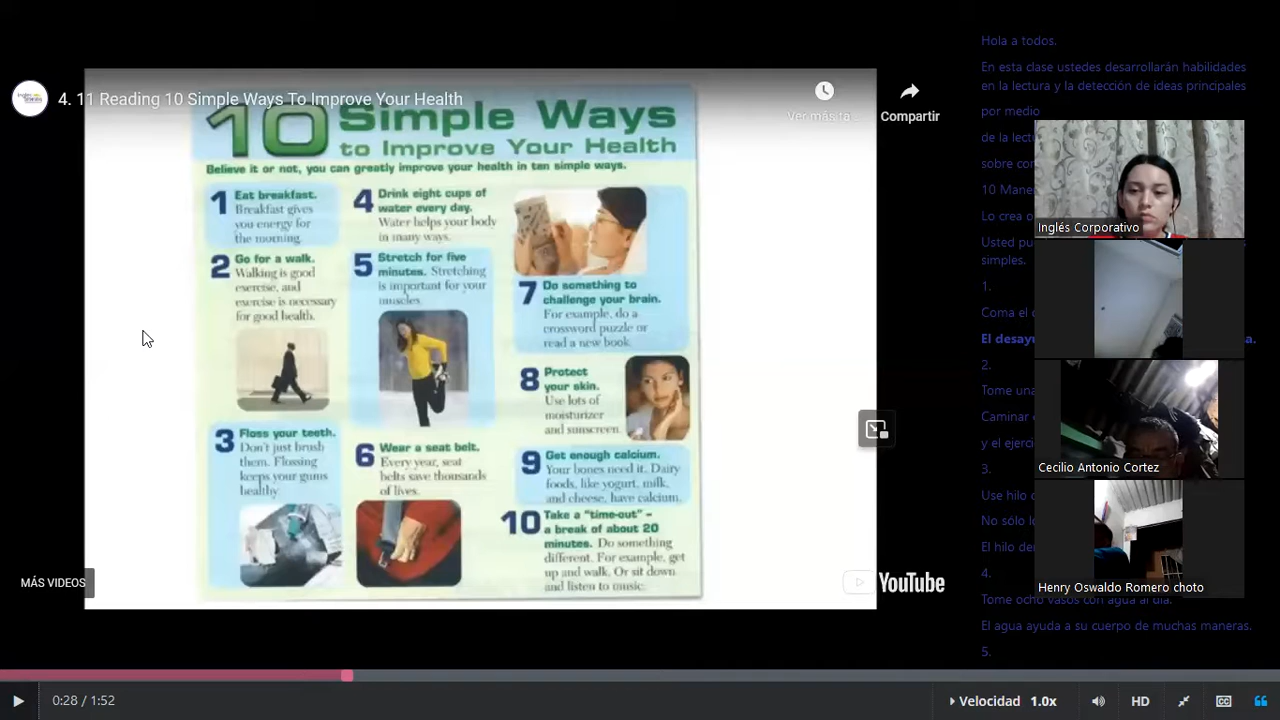 4. 11 Reading 10 Simple Ways To Improve Your Health
Ver más ta...
Compartir
10 Simple Ways
to Improve Your Health
Believe it or not, you can greatly improve your health in ten simple ways.
1 Eat breakfast.
Breakfast gives
you energy for
the morning.
2 Go for a walk.
Walking is good
exercise, and
exercise is necessary
for good health.
3 Floss your teeth.
Don't just brush
them. Flossing
keeps your gums
healthy.
4 Drink eight cups of
water every day.
Water helps your body
in many ways.
5 Stretch for five
minutes. Stretching
is important for your
muscles.
6 Wear a seat belt.
Every year, seat
belts save thousands
of lives.
7 Do something to
challenge your brain.
For example, do a
crossword puzzle or
read a new book.
8 Protect
your skin.
Use lots of
moisturizer
and sunscreen.
9 Get enough calcium.
Your bones need it. Dairy
foods, like yogurt, milk,
and cheese, have calcium.
10 Take a "time-out" –
a break of about 20
minutes. Do something
different. For example, get
up and walk. Or sit down
and listen to music.
MÁS VIDEOS
YouTube
Hola a todos.
En esta clase ustedes desarrollarán habilidades
en la lectura y la detección de ideas principales
por medio
de la lect
sobre co
10 Mane
Lo crea o
Usted pu
simples.
1.
Coma el
El desay
2.
Tome un
Caminar
y el ejerci
3.
Use hilo
No sólo l
El hilo de
4.
Tome ocho vasos con agua al día.
El agua ayuda a su cuerpo de muchas maneras.
5.
Inglés Corporativo
Cecilio Antonio Cortez
Henry Oswaldo Romero choto
0:28 / 1:52
Velocidad 1.0x
HD
CC